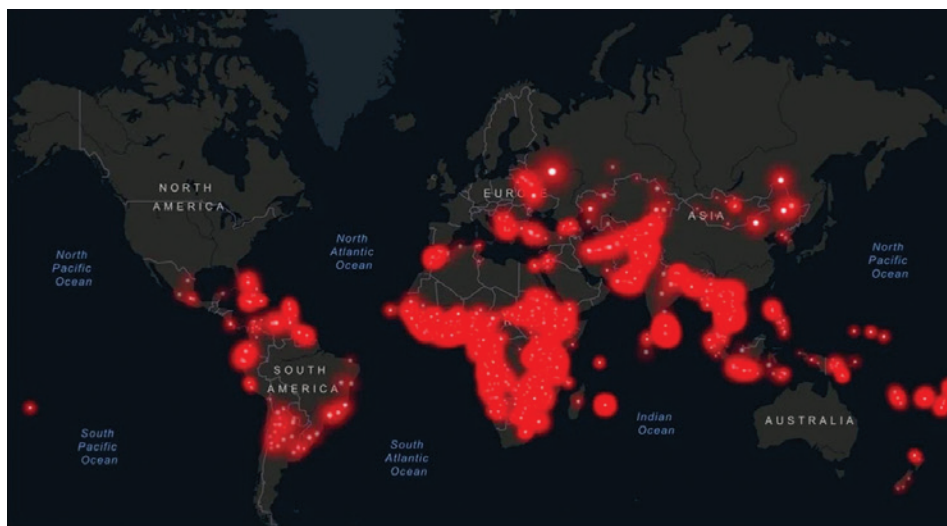 NORTH
AMERICA
EUROPE
ASIA
North
Pacific
Ocean
North
Atlantic
Ocean
North
Pacific
Ocean
SOUTH
AMERICA
AUSTRALIA
Indian
Ocean
South
Pacific
Ocean
South
Atlantic
Ocean